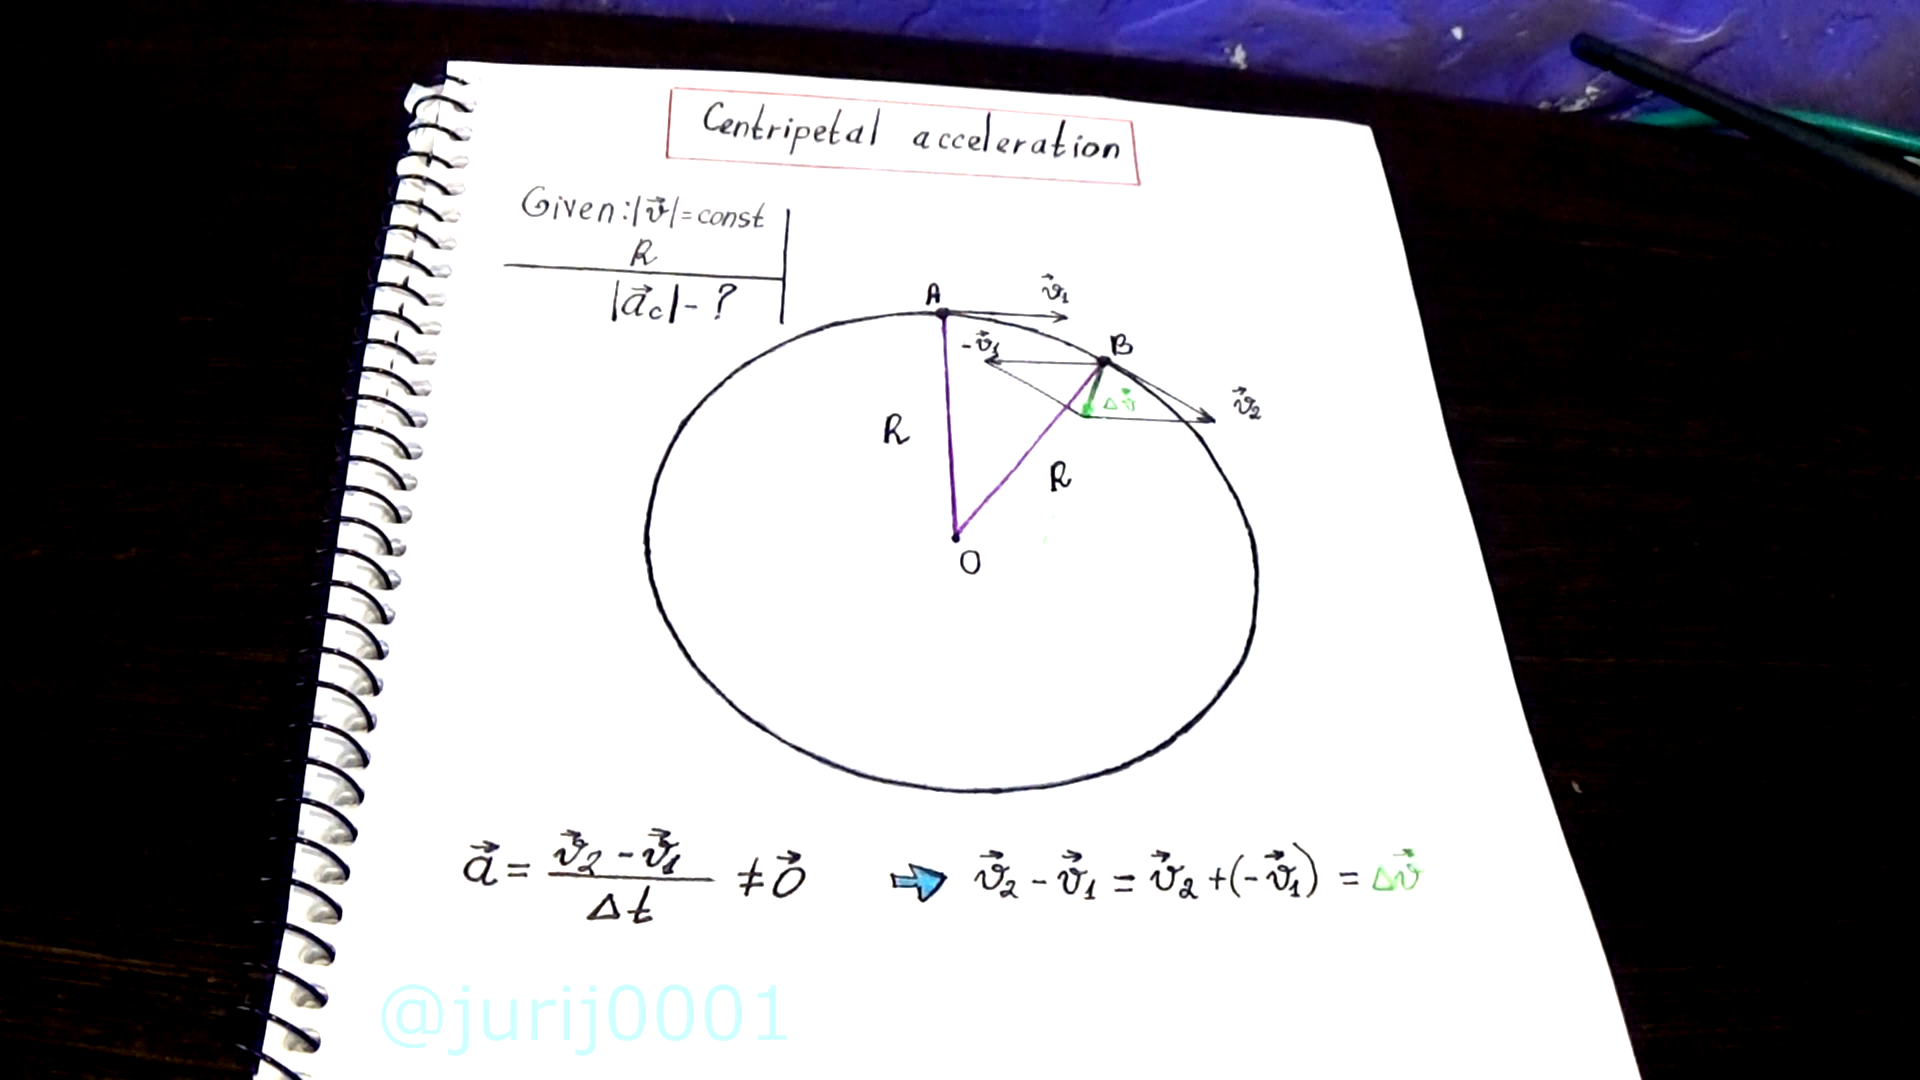 Centripetal acceleration
Given: |v⃗| = const
R
|a⃗c| - ?
A
v⃗₁
-v⃗₁
B
Δv⃗
v⃗₂
R
R
O
a⃗ = (v⃗₂ - v⃗₁)/Δt ≠ 0⃗ ➡ v⃗₂ - v⃗₁ = v⃗₂ + (-v⃗₁) = Δv⃗
@jurij0001